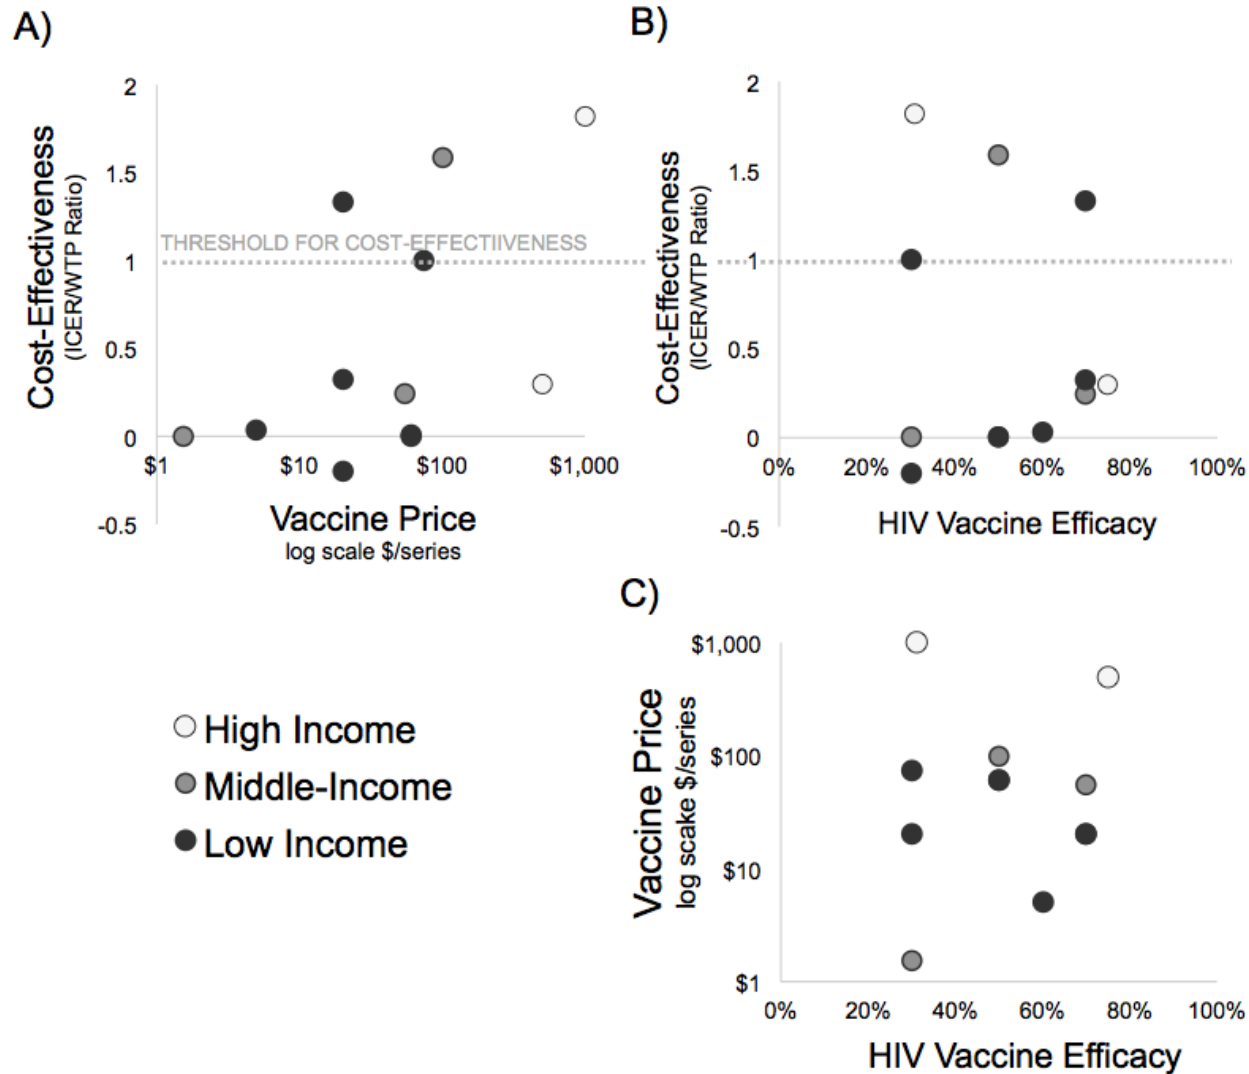 A)
2
1.5
1
0.5
0
-0.5
Cost-Effectiveness
(ICER/WTP Ratio)
THRESHOLD FOR COST-EFFECTIIVENESS
$1
$10
$100
$1,000
Vaccine Price
log scale $/series
B)
2
1.5
1
0.5
0
-0.5
Cost-Effectiveness
(ICER/WTP Ratio)
0%
20%
40%
60%
80%
100%
HIV Vaccine Efficacy
High Income
Middle-Income
Low Income
C)
$1,000
$100
$10
$1
Vaccine Price
log scake $/series
0%
20%
40%
60%
80%
100%
HIV Vaccine Efficacy